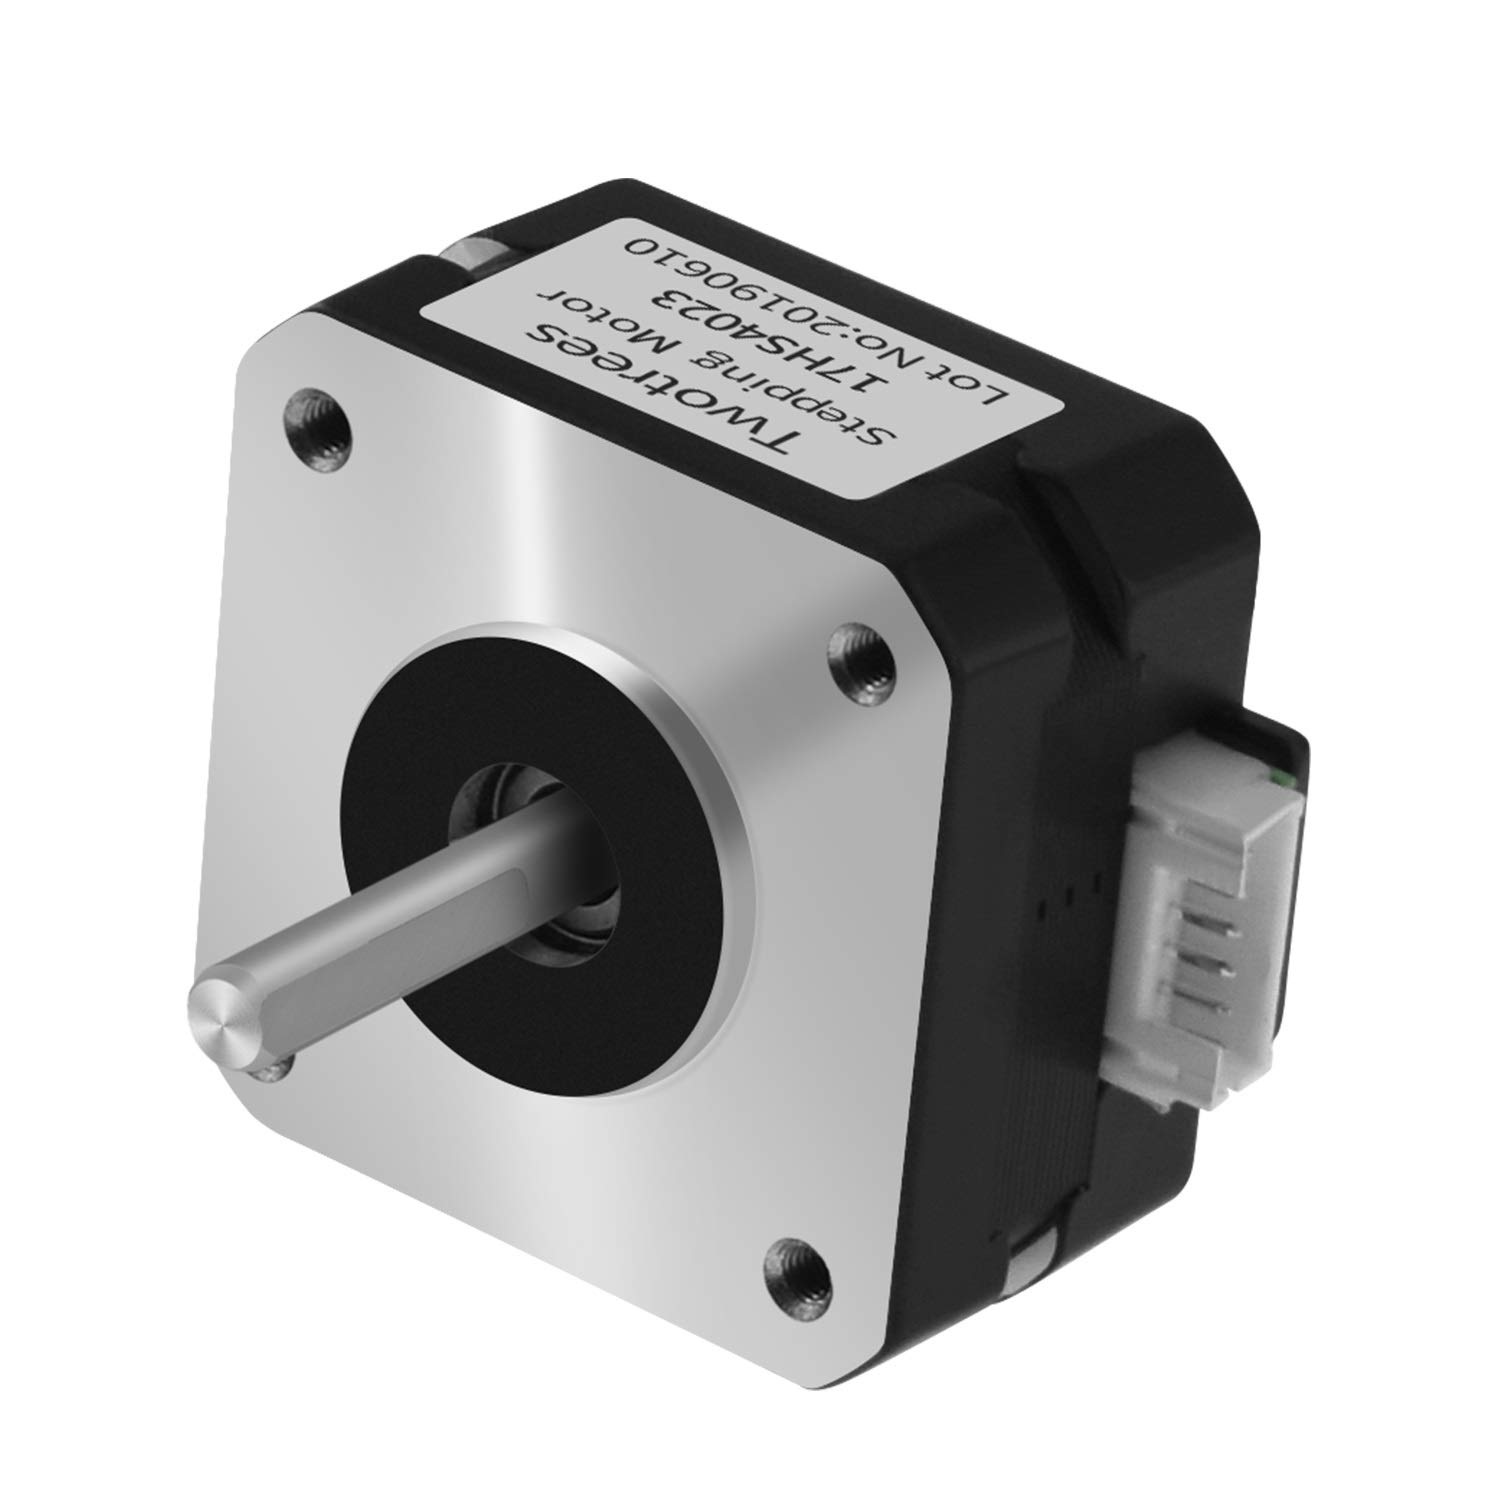 Twotrees
Stepping Motor
17HS4023
Lot No:20190610